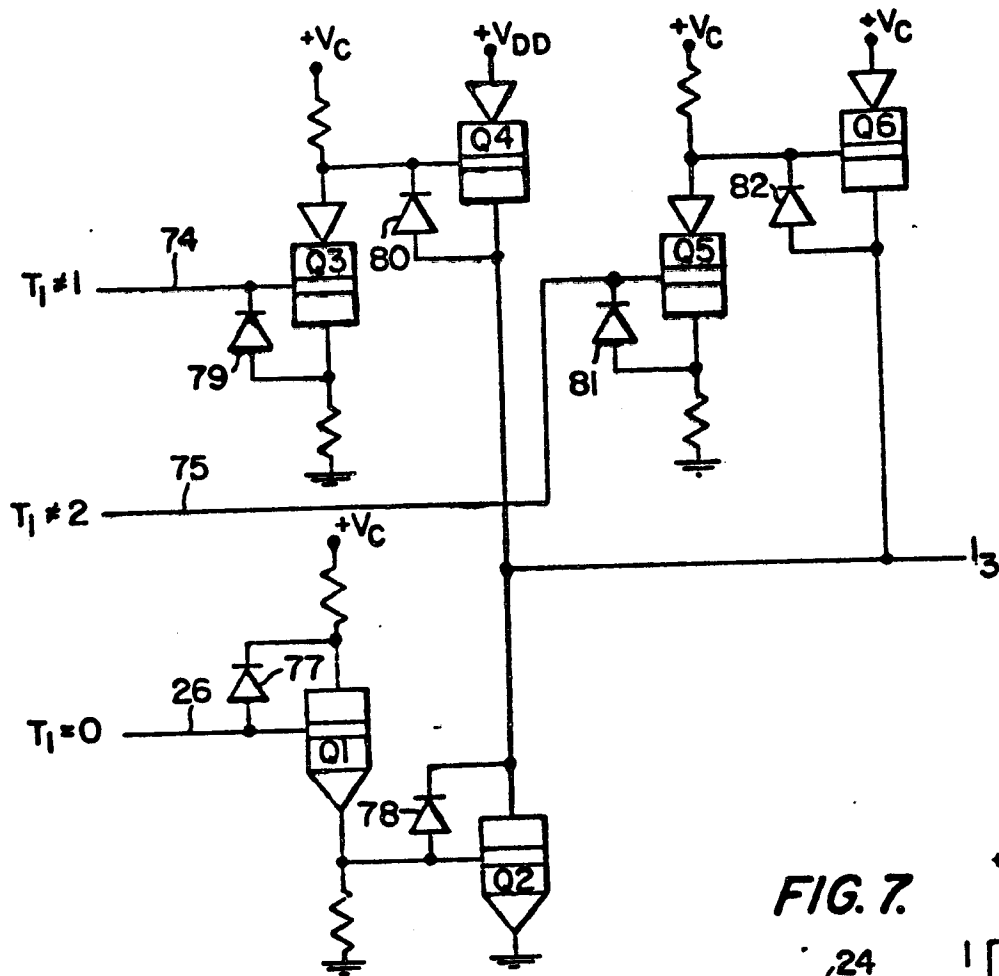 +VC
+VDD
+VC
+VC
Q4
Q6
82
80
Q3
Q5
74
T1≠1
79
81
75
T1≠2
+VC
I3
77
26
T1=0
Q1
78
Q2
FIG. 7.
24